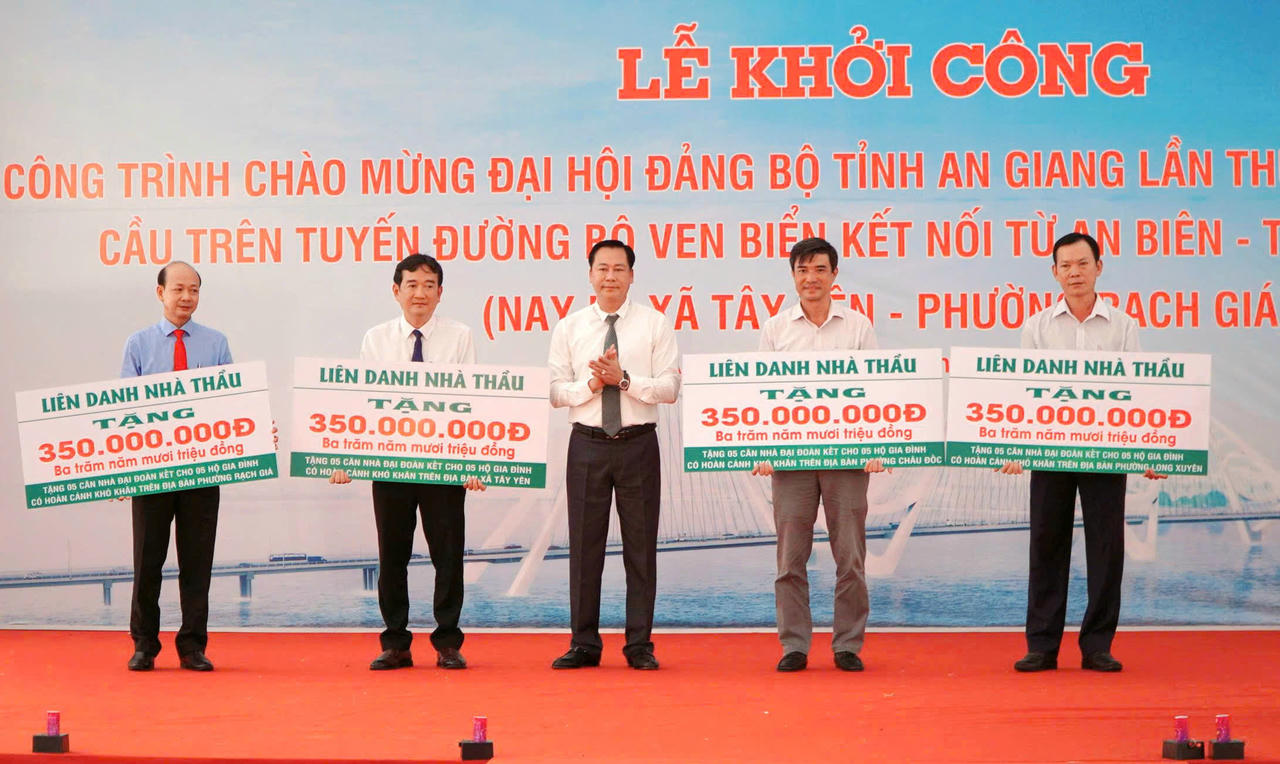 LỄ KHỞI CÔNG
CÔNG TRÌNH CHÀO MỪNG ĐẠI HỘI ĐẢNG BỘ TỈNH AN GIANG LẦN
CẦU TRÊN TUYẾN ĐƯỜNG BỘ VEN BIỂN KẾT NỐI TỪ AN BIÊN -
(NAY XÃ TÂY - PHƯỜNG RẠCH GIÁ
LIÊN DANH NHÀ THẦU
TẶNG
350.000.000Đ
Ba trăm năm mươi triệu đồng
TẶNG 05 CĂN NHÀ ĐẠI ĐOÀN KẾT CHO 05 HỘ GIA ĐÌNH
CÓ HOÀN CẢNH KHÓ KHĂN TRÊN ĐỊA BÀN PHƯỜNG RẠCH GIÁ
LIÊN DANH NHÀ THẦU
TẶNG
350.000.000Đ
Ba trăm năm mươi triệu đồng
TẶNG 05 CĂN NHÀ ĐẠI ĐOÀN KẾT CHO 05 HỘ GIA ĐÌNH
CÓ HOÀN CẢNH KHÓ KHĂN TRÊN ĐỊA BÀN XÃ TÂY YÊN
LIÊN DANH NHÀ THẦU
TẶNG
350.000.000Đ
Ba trăm năm mươi triệu đồng
TẶNG 05 CĂN NHÀ ĐẠI ĐOÀN KẾT CHO 05 HỘ GIA ĐÌNH
CÓ HOÀN CẢNH KHÓ KHĂN TRÊN ĐỊA BÀN PHƯỜNG CHÂU ĐỐC
LIÊN DANH NHÀ THẦU
TẶNG
350.000.000Đ
Ba trăm năm mươi triệu đồng
TẶNG 05 CĂN NHÀ ĐẠI ĐOÀN KẾT CHO 05 HỘ GIA ĐÌNH
CÓ HOÀN CẢNH KHÓ KHĂN TRÊN ĐỊA BÀN PHƯỜNG LONG XUYÊN